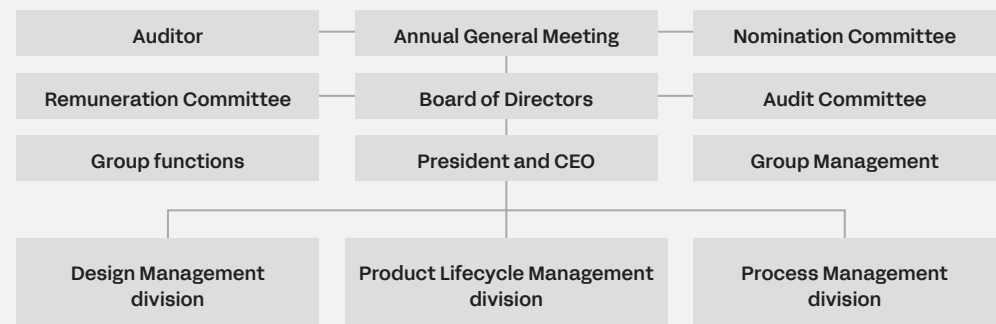 Auditor
Annual General Meeting
Nomination Committee
Remuneration Committee
Board of Directors
Audit Committee
Group functions
President and CEO
Group Management
Design Management
division
Product Lifecycle Management
division
Process Management
division